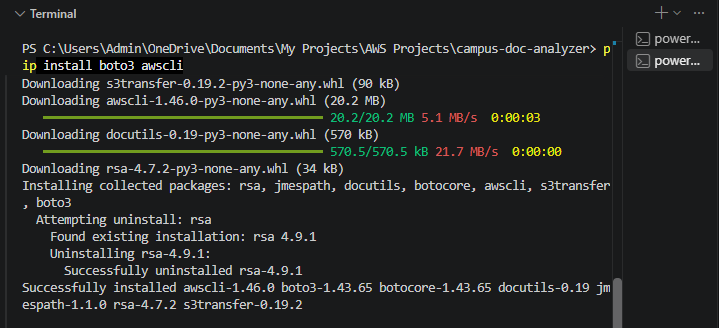 Terminal
PS C:\Users\Admin\OneDrive\Documents\My Projects\AWS Projects\campus-doc-analyzer> p
ip install boto3 awscli
Downloading s3transfer-0.19.2-py3-none-any.whl (90 kB)
Downloading awscli-1.46.0-py3-none-any.whl (20.2 MB)
20.2/20.2 MB 5.1 MB/s 0:00:03
Downloading docutils-0.19-py3-none-any.whl (570 kB)
570.5/570.5 kB 21.7 MB/s 0:00:00
Downloading rsa-4.7.2-py3-none-any.whl (34 kB)
Installing collected packages: rsa, jmespath, docutils, botocore, awscli, s3transfer
, boto3
Attempting uninstall: rsa
Found existing installation: rsa 4.9.1
Uninstalling rsa-4.9.1:
Successfully uninstalled rsa-4.9.1
Successfully installed awscli-1.46.0 boto3-1.43.65 botocore-1.43.65 docutils-0.19 jm
espath-1.1.0 rsa-4.7.2 s3transfer-0.19.2
power...
power...